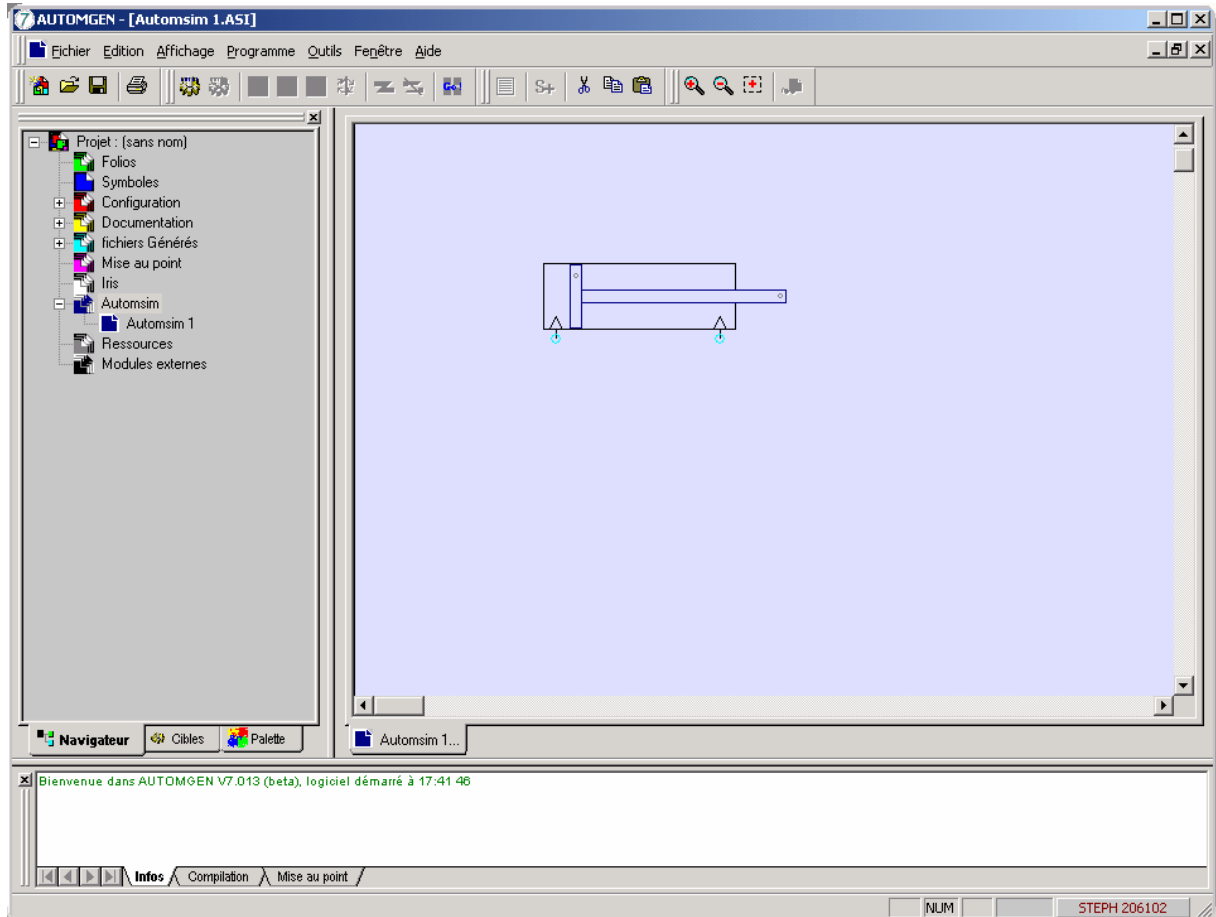 AUTOMGEN - [Automsim 1.ASI]
Fichier Edition Affichage Programme Outils Fenêtre Aide
S+
Projet : (sans nom)
Folios
Symboles
Configuration
Documentation
fichiers Générés
Mise au point
Iris
Automsim
Automsim 1
Ressources
Modules externes
Navigateur Cibles Palette
Automsim 1...
Bienvenue dans AUTOMGEN V7.013 (beta), logiciel démarré à 17:41 46
Infos Compilation Mise au point
NUM STEPH 206102